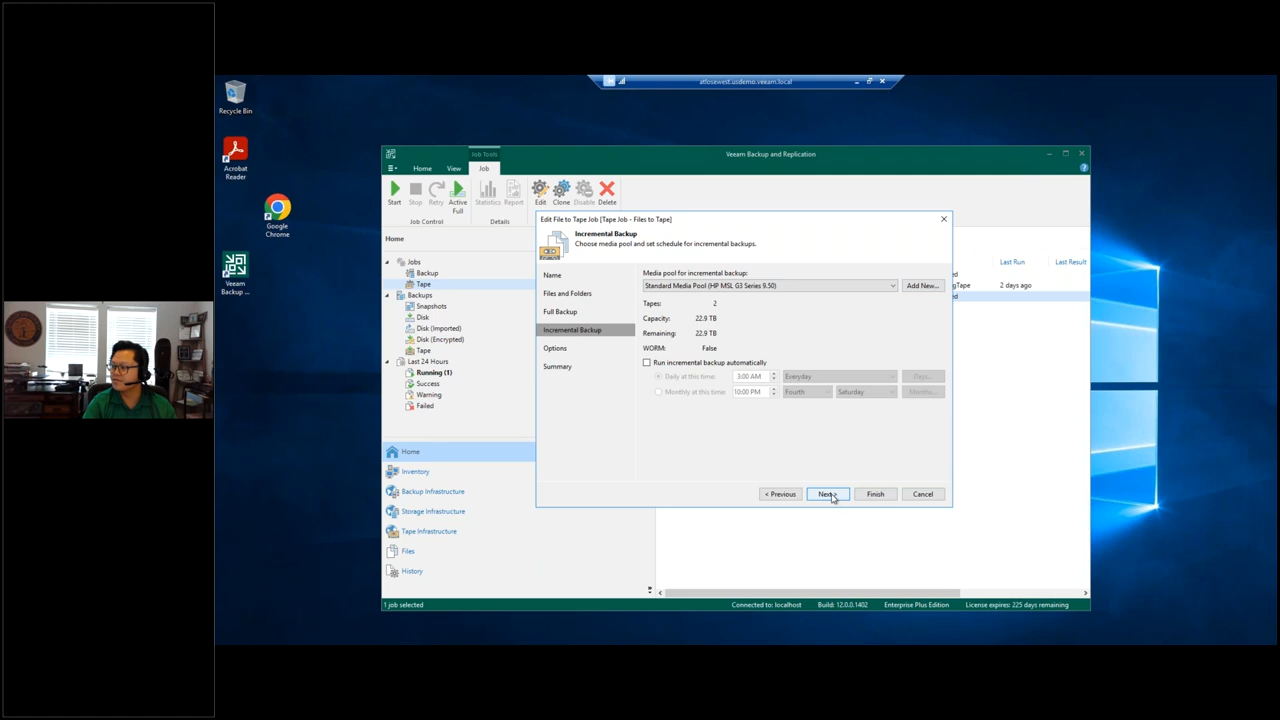 atlosewest.usdemo.veeam.local
Recycle Bin
Acrobat
Reader
Google
Chrome
Veeam
Backup ...
Job Tools
Veeam Backup and Replication
Home
View
Job
Start
Stop
Retry
Active
Full
Statistics
Report
Edit
Clone
Disable
Delete
Job Control
Details
Home
Jobs
Backup
Tape
Backups
Snapshots
Disk
Disk (Imported)
Disk (Encrypted)
Tape
Last 24 Hours
Running (1)
Success
Warning
Failed
Home
Inventory
Backup Infrastructure
Storage Infrastructure
Tape Infrastructure
Files
History
Last Run
Last Result
ed
gTape
2 days ago
ed
Edit File to Tape Job [Tape Job - Files to Tape]
Incremental Backup
Choose media pool and set schedule for incremental backups.
Name
Files and Folders
Full Backup
Incremental Backup
Options
Summary
Media pool for incremental backup:
Standard Media Pool (HP MSL G3 Series 9.50)
Add New...
Tapes: 2
Capacity: 22.9 TB
Remaining: 22.9 TB
WORM: False
Run incremental backup automatically
Daily at this time: 3:00 AM Everyday Days...
Monthly at this time: 10:00 PM Fourth Saturday Months...
< Previous
Next >
Finish
Cancel
1 job selected
Connected to: localhost
Build: 12.0.0.1402
Enterprise Plus Edition
License expires: 225 days remaining